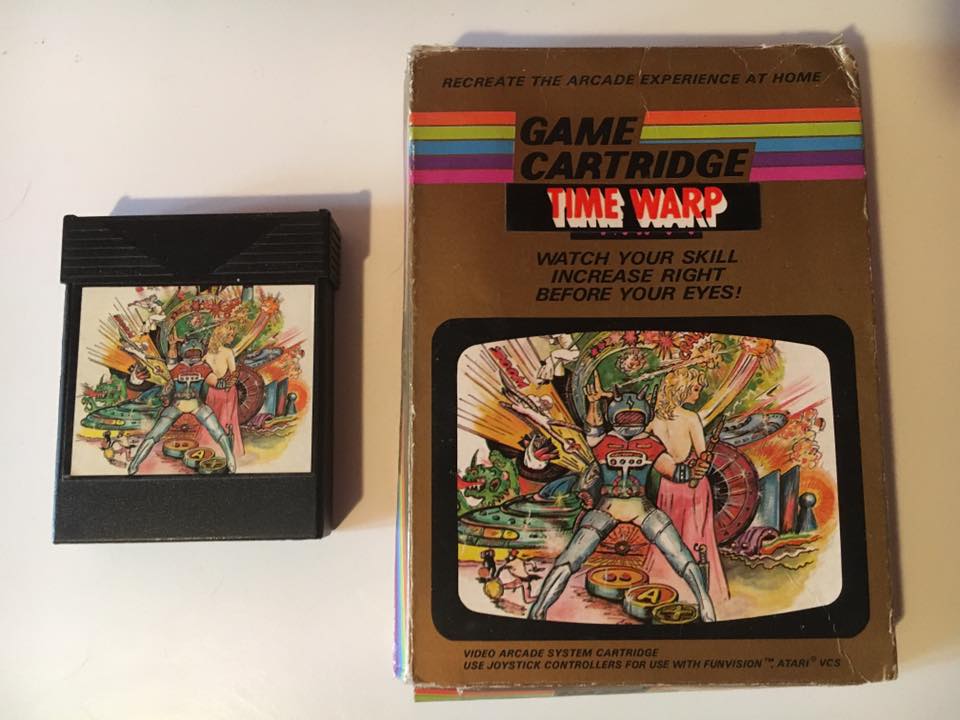 RECREATE THE ARCADE EXPERIENCE AT HOME
GAME
CARTRIDGE
TIME WARP
WATCH YOUR SKILL
INCREASE RIGHT
BEFORE YOUR EYES!
A
A
VIDEO ARCADE SYSTEM CARTRIDGE
USE JOYSTICK CONTROLLERS FOR USE WITH FUNVISION™, ATARI® VCS